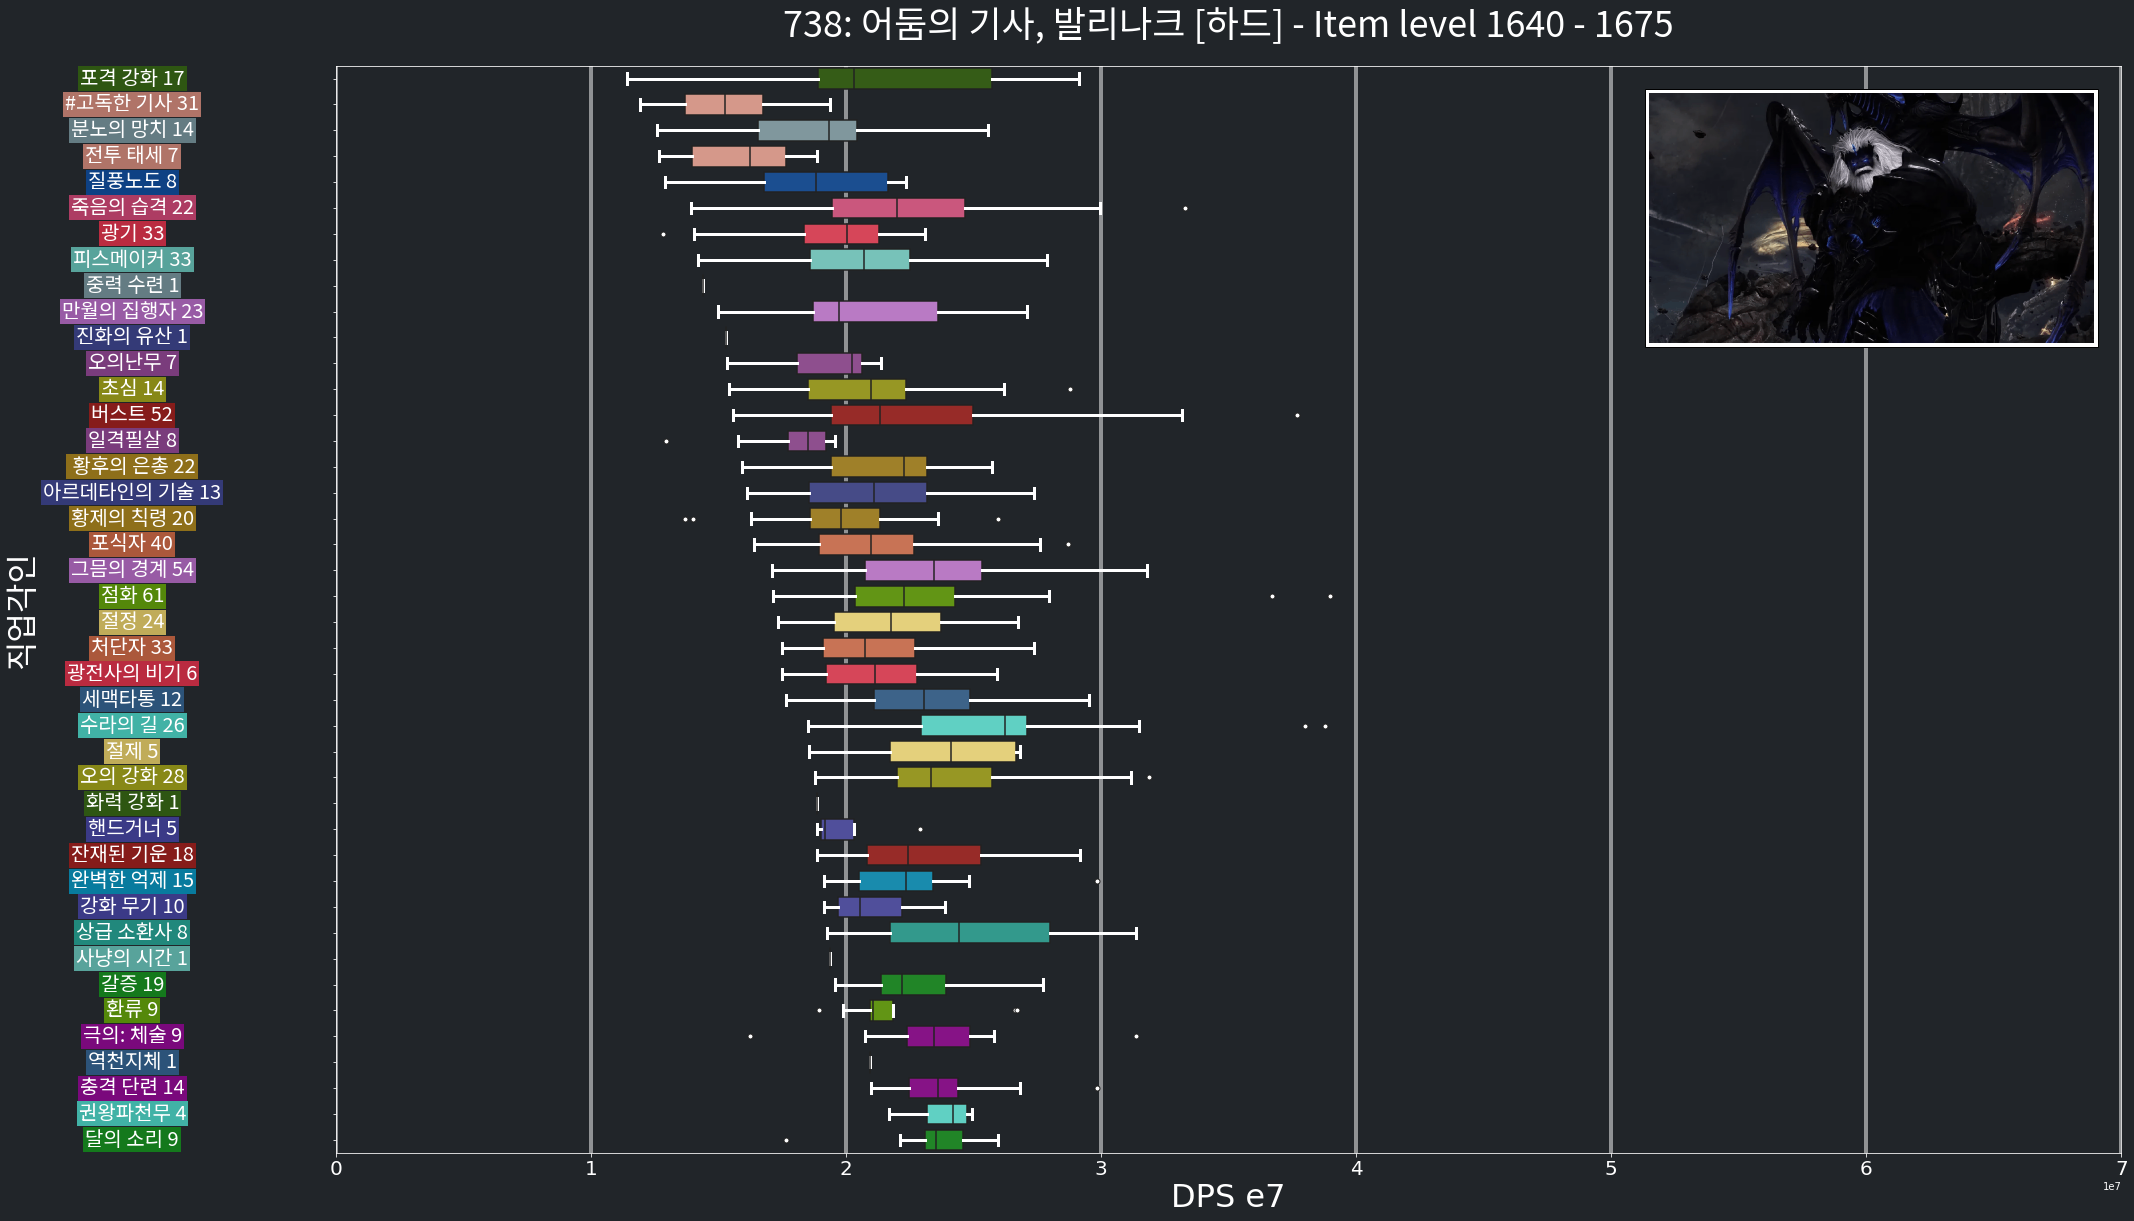 738: 어둠의 기사, 발리나크 [하드] - Item level 1640 - 1675
포격 강화 17
#고독한 기사 31
분노의 망치 14
전투 태세 7
질풍노도 8
죽음의 습격 22
광기 33
피스메이커 33
중력 수련 1
만월의 집행자 23
진화의 유산 1
오의난무 7
초심 14
버스트 52
일격필살 8
황후의 은총 22
아르데타인의 기술 13
황제의 칙령 20
포식자 40
그믐의 경계 54
점화 61
절정 24
처단자 33
광전사의 비기 6
세맥타통 12
수라의 길 26
절제 5
오의 강화 28
화력 강화 1
핸드거너 5
잔재된 기운 18
완벽한 억제 15
강화 무기 10
상급 소환사 8
사냥의 시간 1
갈증 19
환류 9
극의: 체술 9
역천지체 1
충격 단련 14
권왕파천무 4
달의 소리 9
직업각인
0 1 2 3 4 5 6 7
1e7
DPS e7